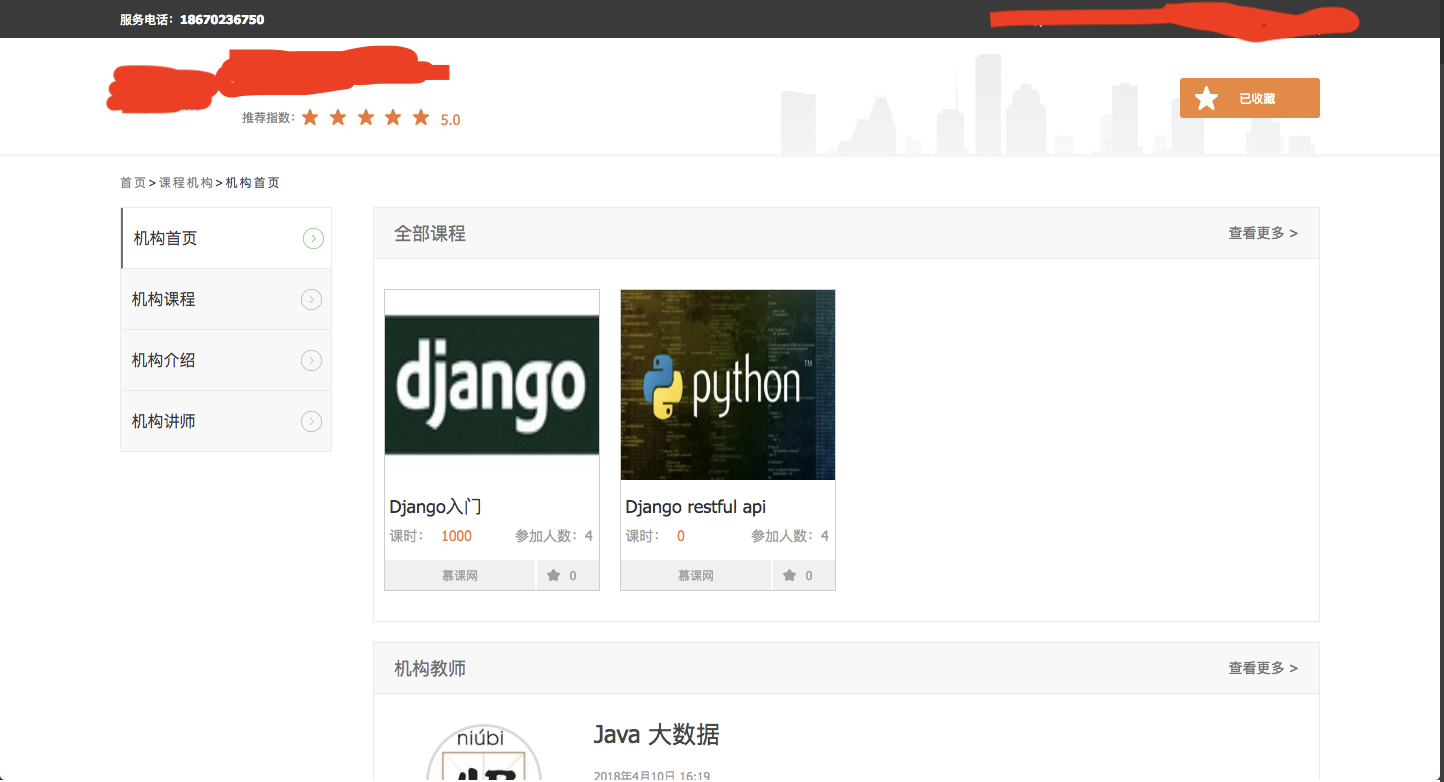 服务电话：18670236750
推荐指数： 5.0
已收藏
首页>课程机构>机构首页
机构首页
机构课程
机构介绍
机构讲师
全部课程
查看更多 >
django
python™
Django入门
课时： 1000 参加人数：4
慕课网 0
Django restful api
课时： 0 参加人数：4
慕课网 0
机构教师
查看更多 >
niúbi
Java 大数据
2018年4月10日 16:19